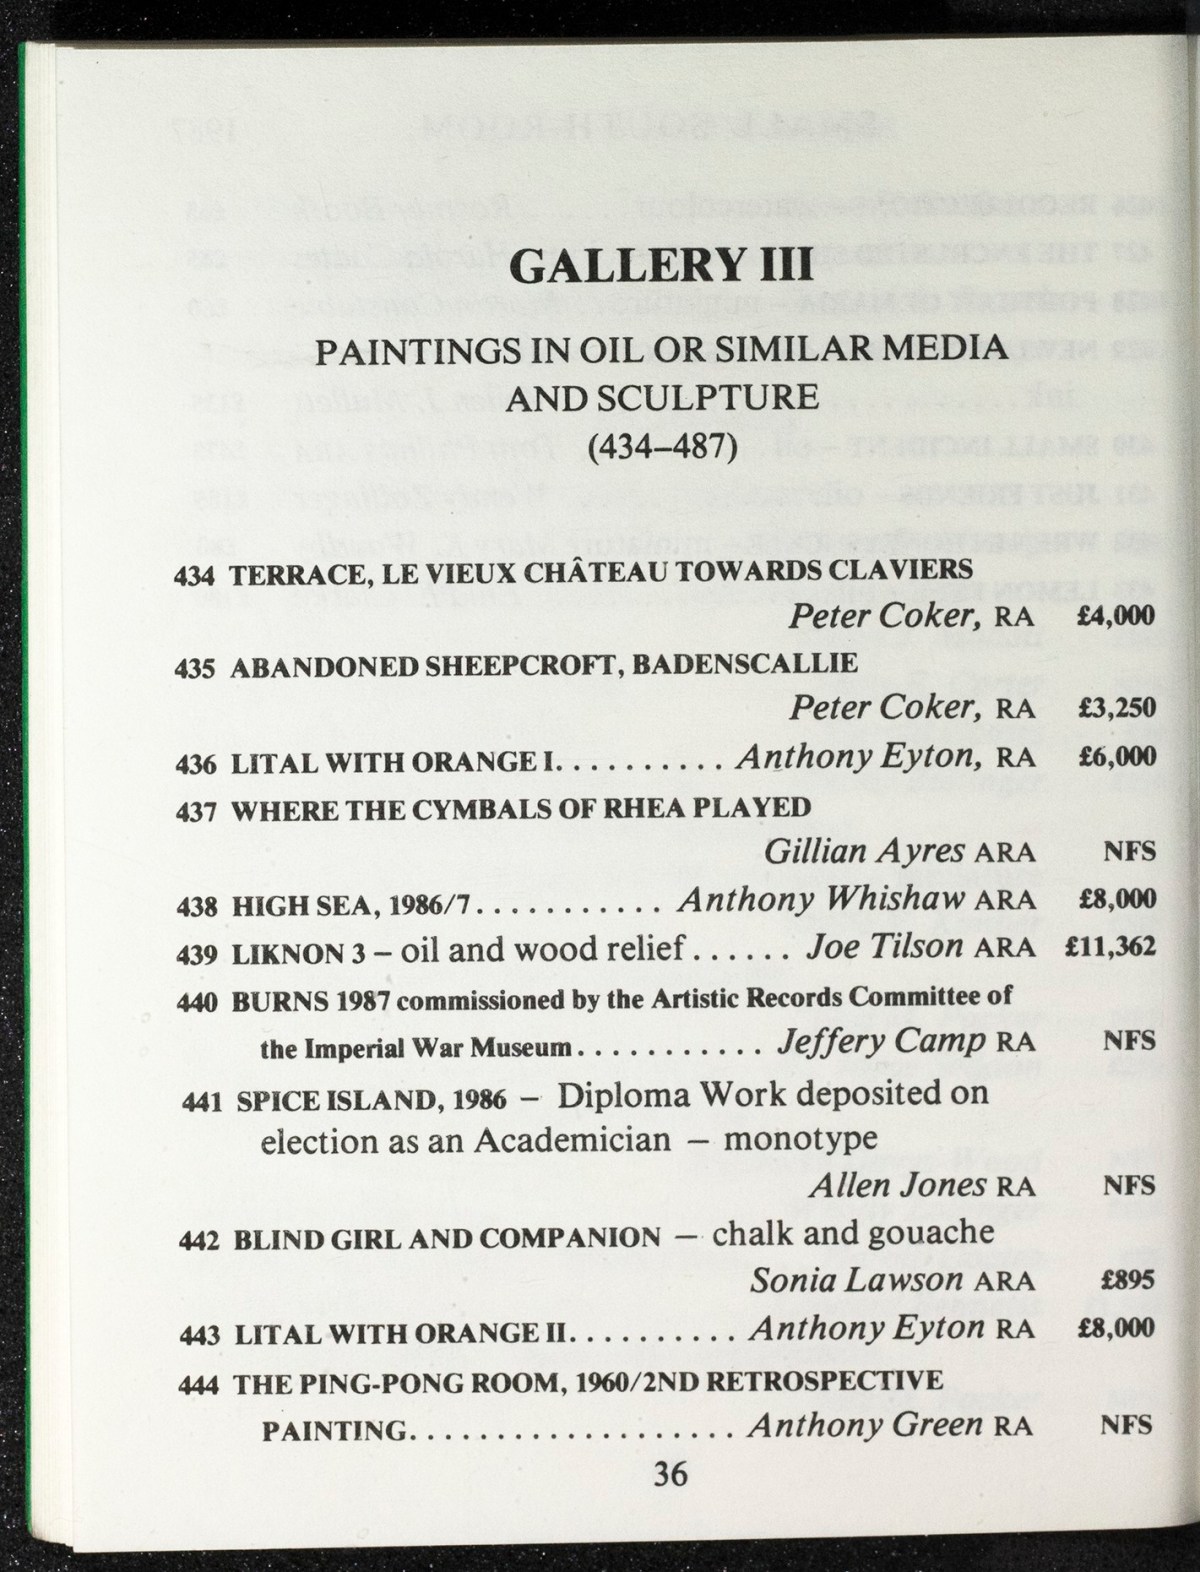 GALLERY III
PAINTINGS IN OIL OR SIMILAR MEDIA
AND SCULPTURE
(434–487)
434 TERRACE, LE VIEUX CHÂTEAU TOWARDS CLAVIERS
Peter Coker, RA £4,000
435 ABANDONED SHEEPCROFT, BADENSCALLIE
Peter Coker, RA £3,250
436 LITAL WITH ORANGE I.......... Anthony Eyton, RA £6,000
437 WHERE THE CYMBALS OF RHEA PLAYED
Gillian Ayres ARA NFS
438 HIGH SEA, 1986/7........... Anthony Whishaw ARA £8,000
439 LIKNON 3 – oil and wood relief...... Joe Tilson ARA £11,362
440 BURNS 1987 commissioned by the Artistic Records Committee of
the Imperial War Museum........... Jeffery Camp RA NFS
441 SPICE ISLAND, 1986 – Diploma Work deposited on
election as an Academician – monotype
Allen Jones RA NFS
442 BLIND GIRL AND COMPANION – chalk and gouache
Sonia Lawson ARA £895
443 LITAL WITH ORANGE II.......... Anthony Eyton RA £8,000
444 THE PING-PONG ROOM, 1960/2ND RETROSPECTIVE
PAINTING................... Anthony Green RA NFS
36